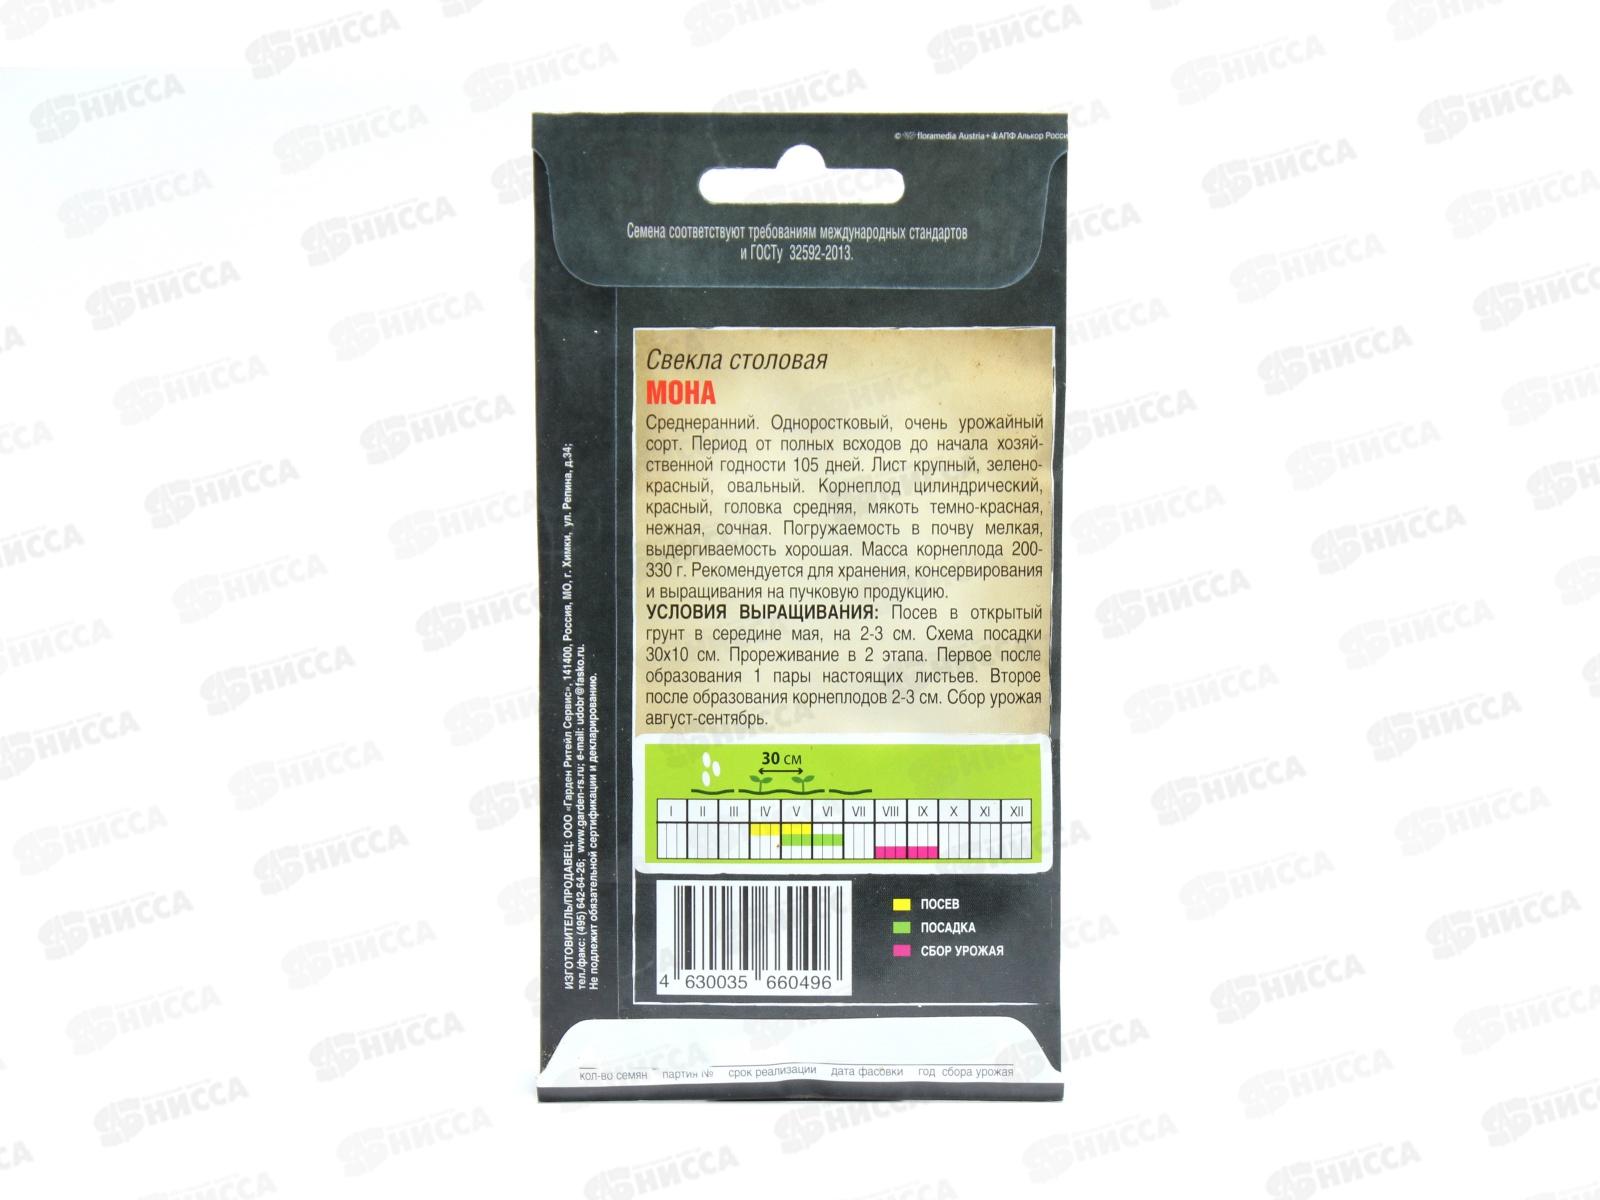 © floramedia Austria+ АПФ Алькор Росси
Семена соответствуют требованиям международных стандартов
и ГОСТу 32592-2013.
Свекла столовая
МОНА
Среднеранний. Одноростковый, очень урожайный
сорт. Период от полных всходов до начала хозяй-
ственной годности 105 дней. Лист крупный, зелено-
красный, овальный. Корнеплод цилиндрический,
красный, головка средняя, мякоть темно-красная,
нежная, сочная. Погружаемость в почву мелкая,
выдергиваемость хорошая. Масса корнеплода 200-
330 г. Рекомендуется для хранения, консервирования
и выращивания на пучковую продукцию.
УСЛОВИЯ ВЫРАЩИВАНИЯ: Посев в открытый
грунт в середине мая, на 2-3 см. Схема посадки
30х10 см. Прореживание в 2 этапа. Первое после
образования 1 пары настоящих листьев. Второе
после образования корнеплодов 2-3 см. Сбор урожая
август-сентябрь.
30 см
I II III IV V VI VII VIII IX X XI XII
ПОСЕВ
ПОСАДКА
СБОР УРОЖАЯ
4 630035 660496
ИЗГОТОВИТЕЛЬ/ПРОДАВЕЦ: ООО «Гарден Ритейл Сервис», 141400, Россия, МО, г. Химки, ул. Репина, д.34;
тел./факс: (495) 642-64-26; www.garden-rs.ru; e-mail: udobr@fasko.ru.
Не подлежит обязательной сертификации и декларированию.
кол-во семян партия № срок реализации дата фасовки год сбора урожая
НИССА